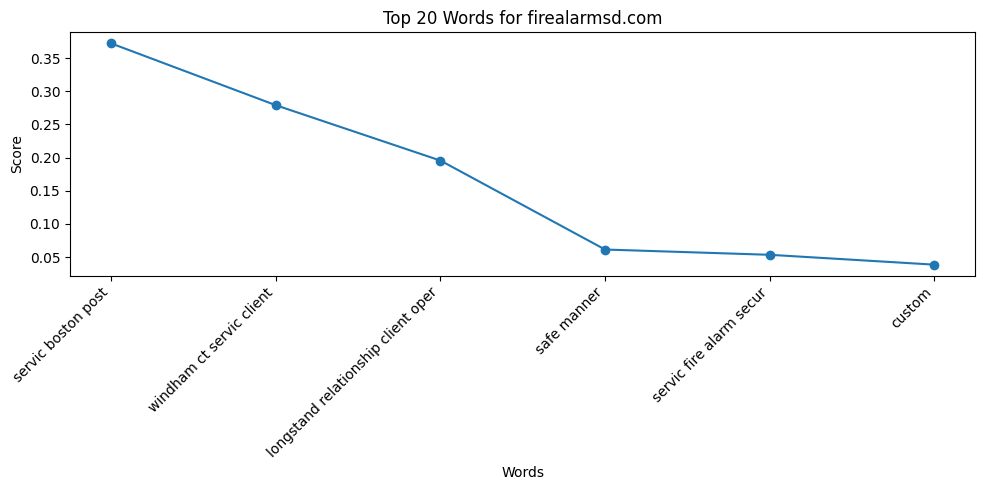 Top 20 Words for firealarmsd.com
Score
0.35
0.30
0.25
0.20
0.15
0.10
0.05
servic boston post
windham ct servic client
longstand relationship client oper
safe manner
servic fire alarm secur
custom
Words